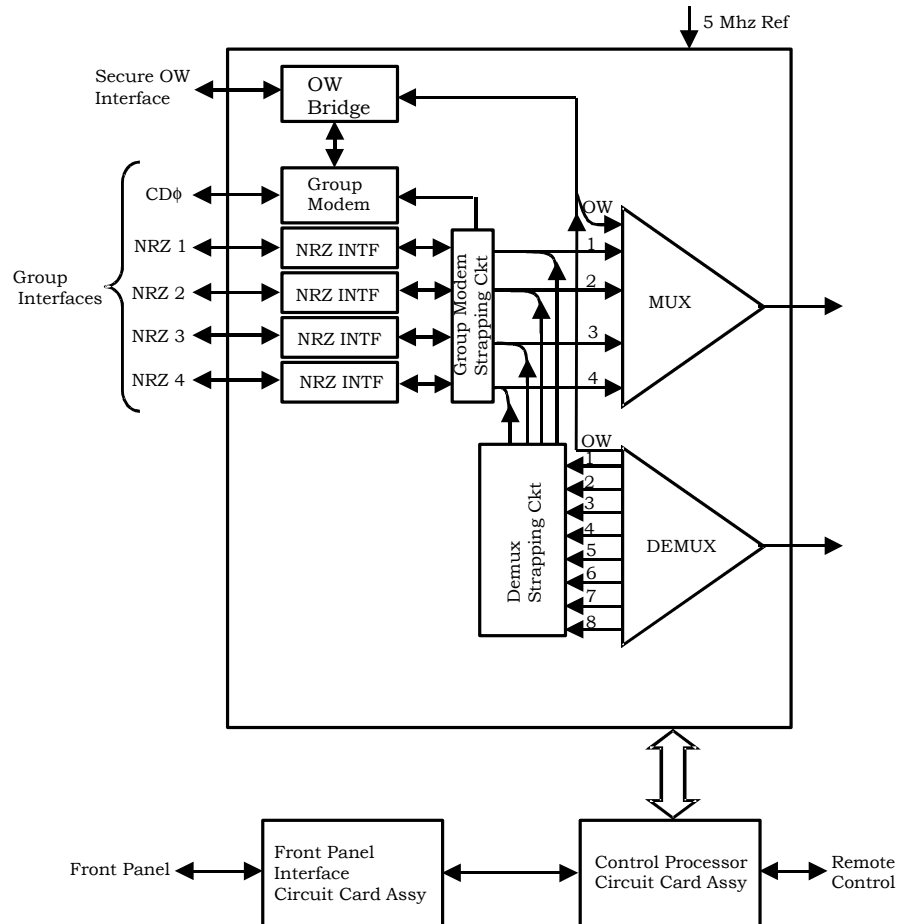 5 Mhz Ref
Secure OW
Interface
OW
Bridge
Group
Interfaces
CDϕ
Group
Modem
NRZ 1
NRZ INTF
NRZ 2
NRZ INTF
NRZ 3
NRZ INTF
NRZ 4
NRZ INTF
Group Modem
Strapping Ckt
OW
1
2
3
4
MUX
Demux
Strapping Ckt
OW
1
2
3
4
5
6
7
8
DEMUX
Front Panel
Front Panel
Interface
Circuit Card Assy
Control Processor
Circuit Card Assy
Remote
Control